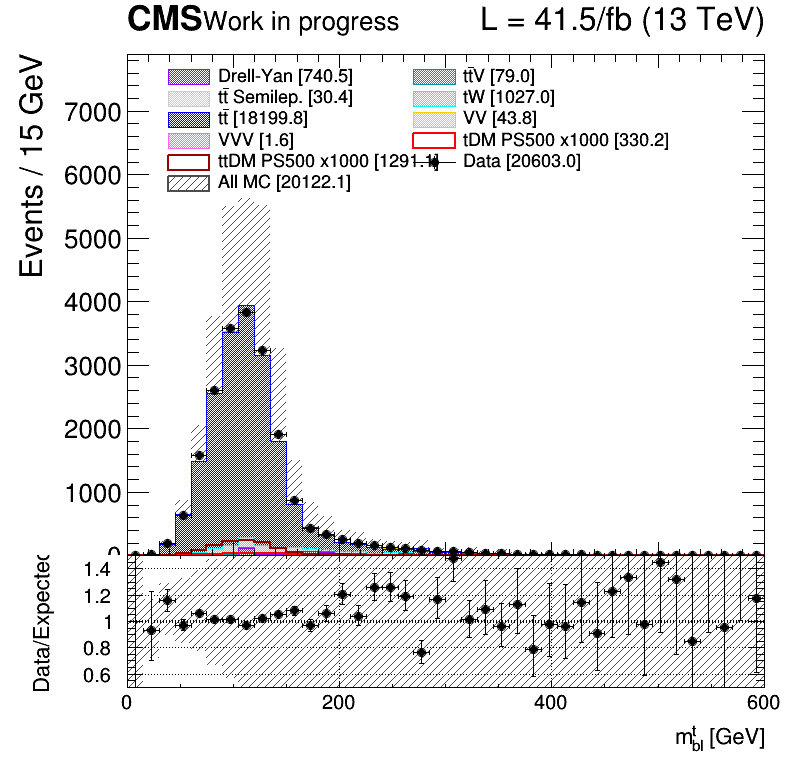 CMS Work in progress L = 41.5/fb (13 TeV)
Drell-Yan [740.5] tt̄V [79.0]
tt̄ Semilep. [30.4] tW [1027.0]
tt̄ [18199.8] VV [43.8]
VVV [1.6] tDM PS500 x1000 [330.2]
ttDM PS500 x1000 [1291.1] Data [20603.0]
All MC [20122.1]
Events / 15 GeV
7000
6000
5000
4000
3000
2000
1000
0
Data/Expected
1.4
1.2
1
0.8
0.6
0 200 400 600
m^t_bl [GeV]